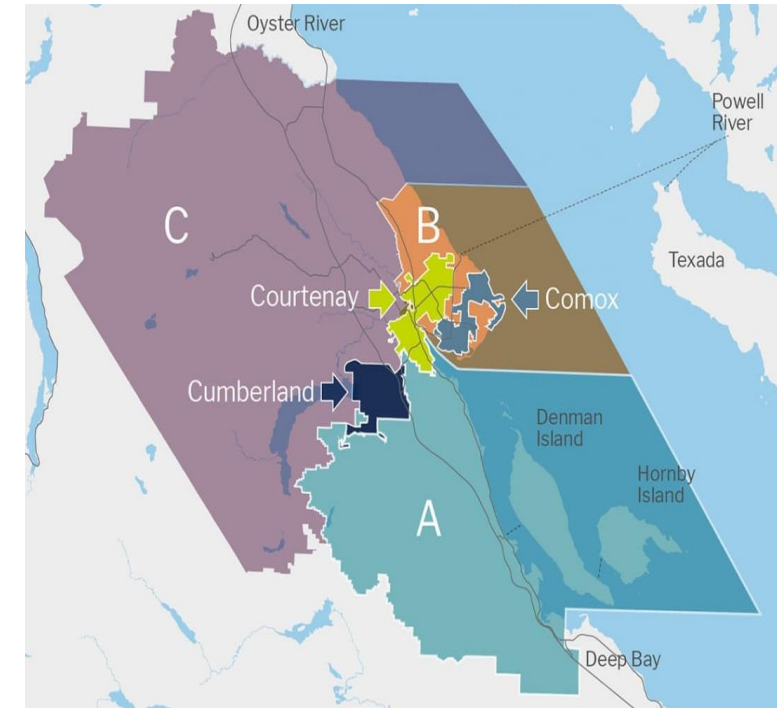 Oyster River
Powell
River
C
B
Texada
Courtenay
Comox
Cumberland
Denman
Island
Hornby
Island
A
Deep Bay